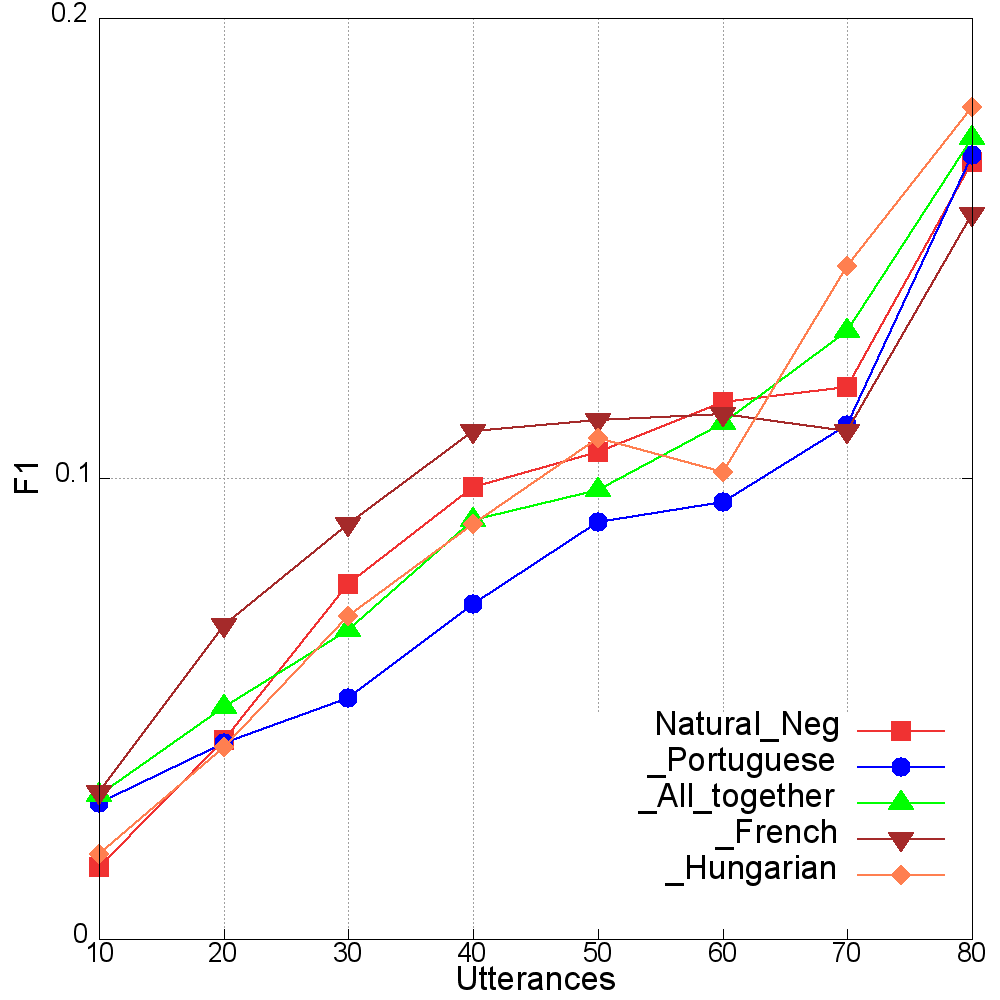 0.2
0.1
0
F1
10 20 30 40 50 60 70 80
Utterances
Natural_Neg
_Portuguese
_All_together
_French
_Hungarian